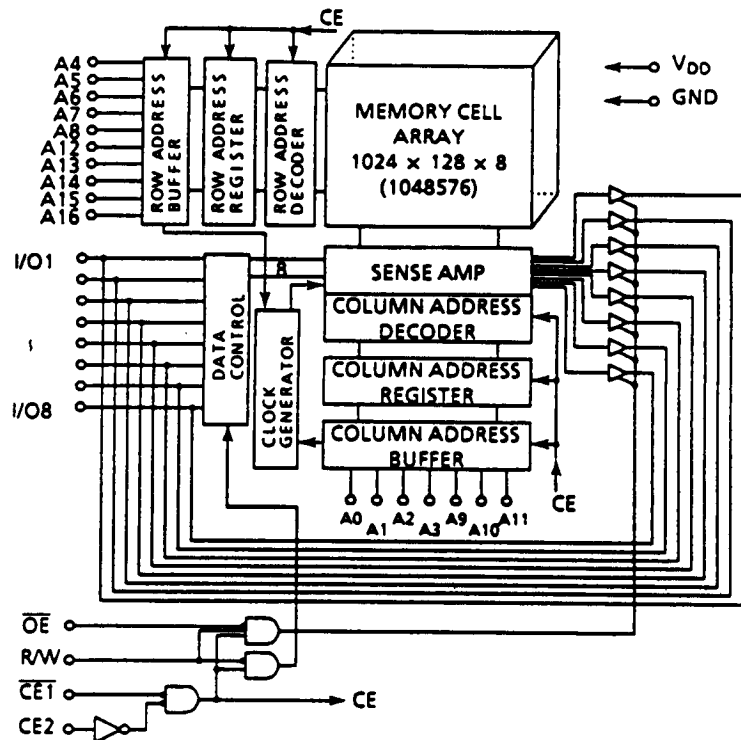 CE
A4
A5
A6
A7
A8
A12
A13
A14
A15
A16
ROW ADDRESS
BUFFER
ROW ADDRESS
REGISTER
ROW ADDRESS
DECODER
MEMORY CELL
ARRAY
1024 × 128 × 8
(1048576)
VDD
GND
I/O1
I/O8
DATA
CONTROL
8
SENSE AMP
COLUMN ADDRESS
DECODER
CLOCK
GENERATOR
COLUMN ADDRESS
REGISTER
COLUMN ADDRESS
BUFFER
A0
A1
A2
A3
A9
A10
A11
CE
O̅E̅
R/W
C̅E̅1̅
CE2
CE